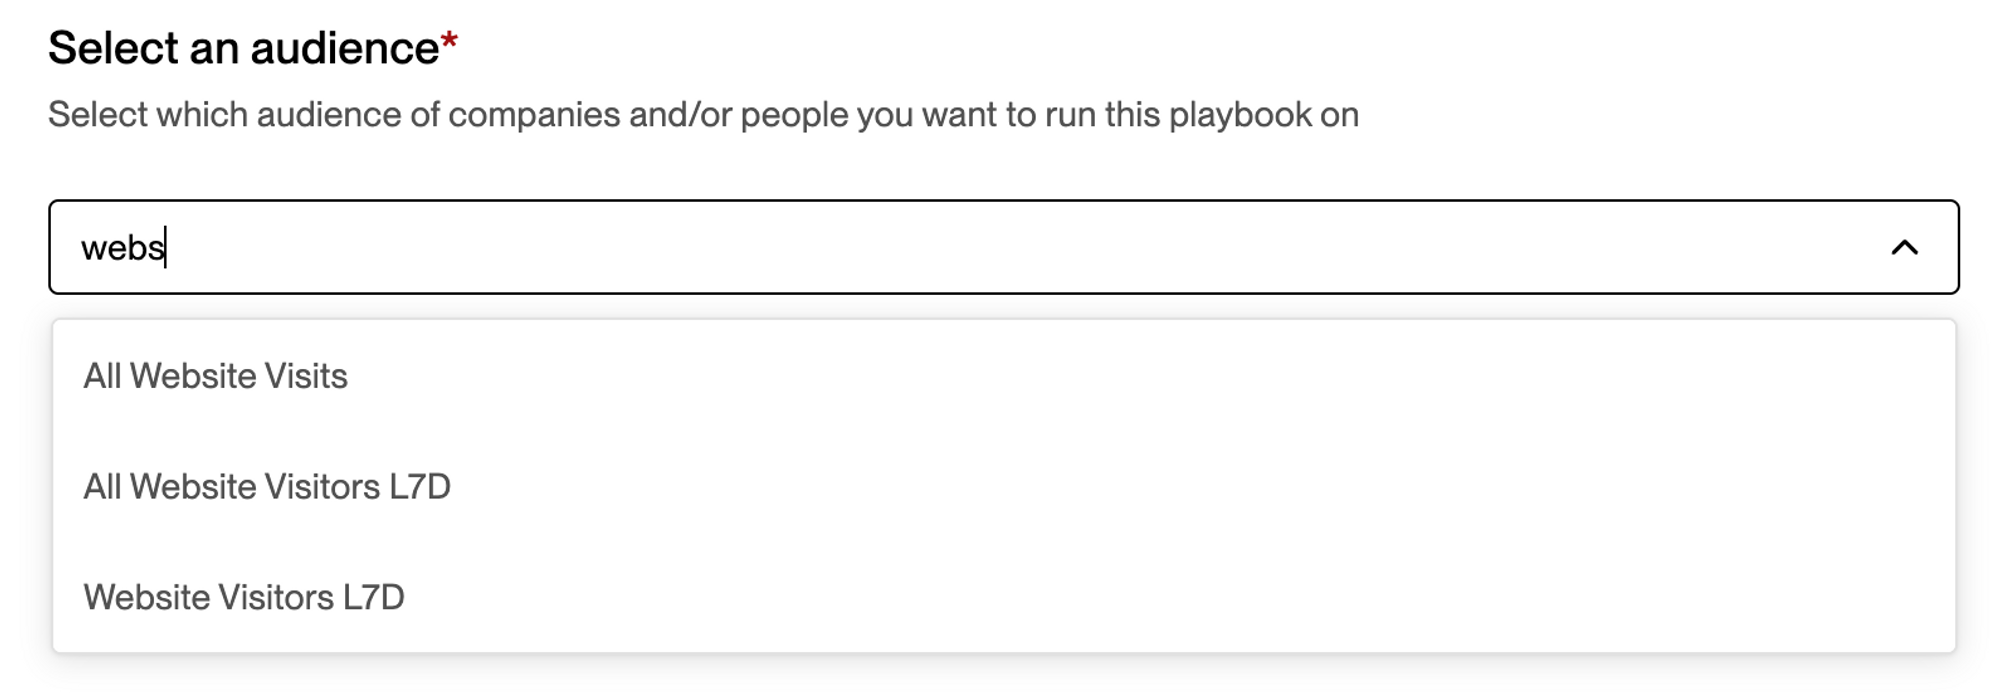 Select an audience*
Select which audience of companies and/or people you want to run this playbook on
webs
All Website Visits
All Website Visitors L7D
Website Visitors L7D